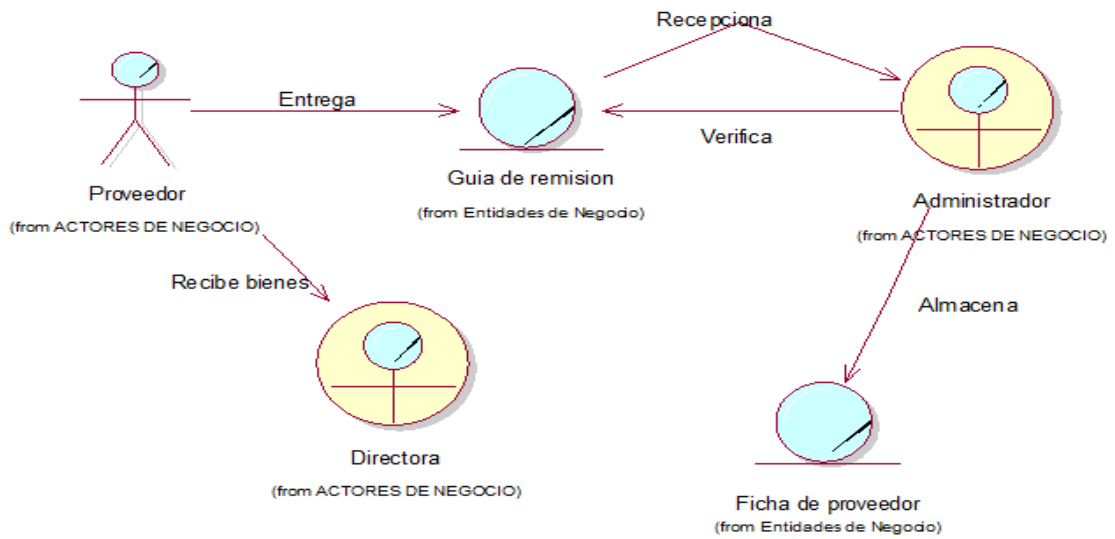 Recepciona
Entrega
Verifica
Proveedor
(from ACTORES DE NEGOCIO)
Guia de remision
(from Entidades de Negocio)
Administrador
(from ACTORES DE NEGOCIO)
Recibe bienes
Almacena
Directora
(from ACTORES DE NEGOCIO)
Ficha de proveedor
(from Entidades de Negocio)